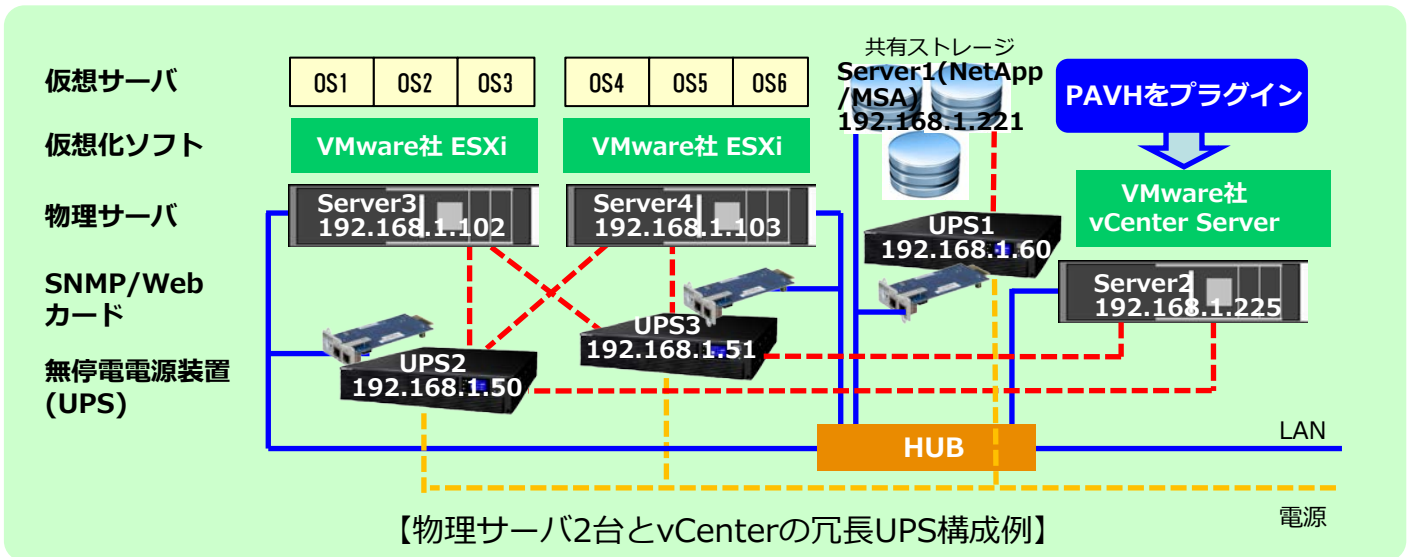 共有ストレージ
仮想サーバ
OS1 OS2 OS3
OS4 OS5 OS6
Server1(NetApp
/MSA)
192.168.1.221
PAVHをプラグイン
仮想化ソフト
VMware社 ESXi
VMware社 ESXi
VMware社
vCenter Server
物理サーバ
Server3
192.168.1.102
Server4
192.168.1.103
UPS1
192.168.1.60
Server2
192.168.1.225
SNMP/Web
カード
UPS3
192.168.1.51
無停電電源装置
(UPS)
UPS2
192.168.1.50
HUB
LAN
電源
【物理サーバ2台とvCenterの冗長UPS構成例】